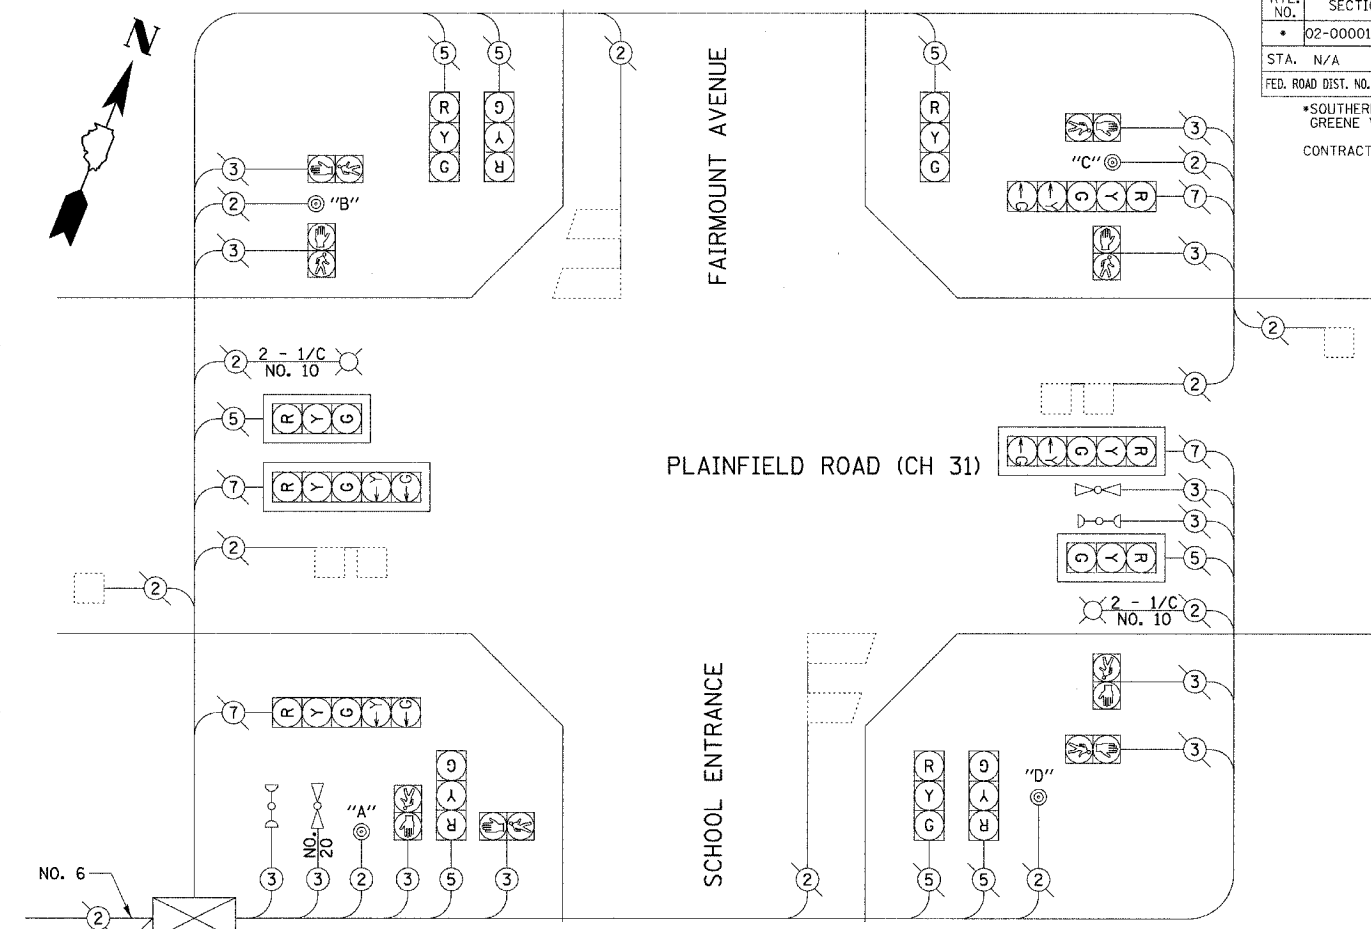 N
RTE.
NO.
SECTI
*
02-00001
STA. N/A
FED. ROAD DIST. NO.
*SOUTHER
GREENE
CONTRACT
5
5
2
5
R
Y
G
G
Y
R
R
Y
G
FAIRMOUNT AVENUE
3
3
"C"
2
2
"B"
G Y G Y R
7
3
3
2
2
2 - 1/C
NO. 10
2
5
R Y G
PLAINFIELD ROAD (CH 31)
G Y G Y R
7
7
R Y G Y G
3
3
2
G Y R
5
2
2 - 1/C
NO. 10
2
SCHOOL ENTRANCE
3
7
R Y G Y G
3
G
Y
R
R
Y
G
G
Y
R
"D"
"A"
NO.
20
NO. 6
3
3
2
3
5
3
2
5
5
2
2